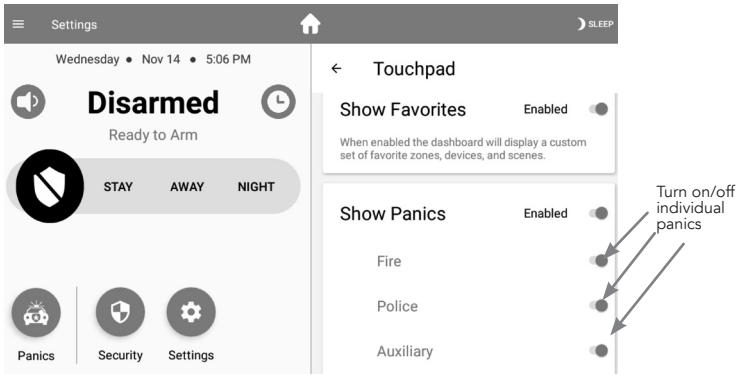 Settings
SLEEP
Wednesday ● Nov 14 ● 5:06 PM
Disarmed
Ready to Arm
STAY AWAY NIGHT
Panics Security Settings
Touchpad
Show Favorites Enabled
When enabled the dashboard will display a custom
set of favorite zones, devices, and scenes.
Show Panics Enabled
Fire
Police
Auxiliary
Turn on/off
individual
panics